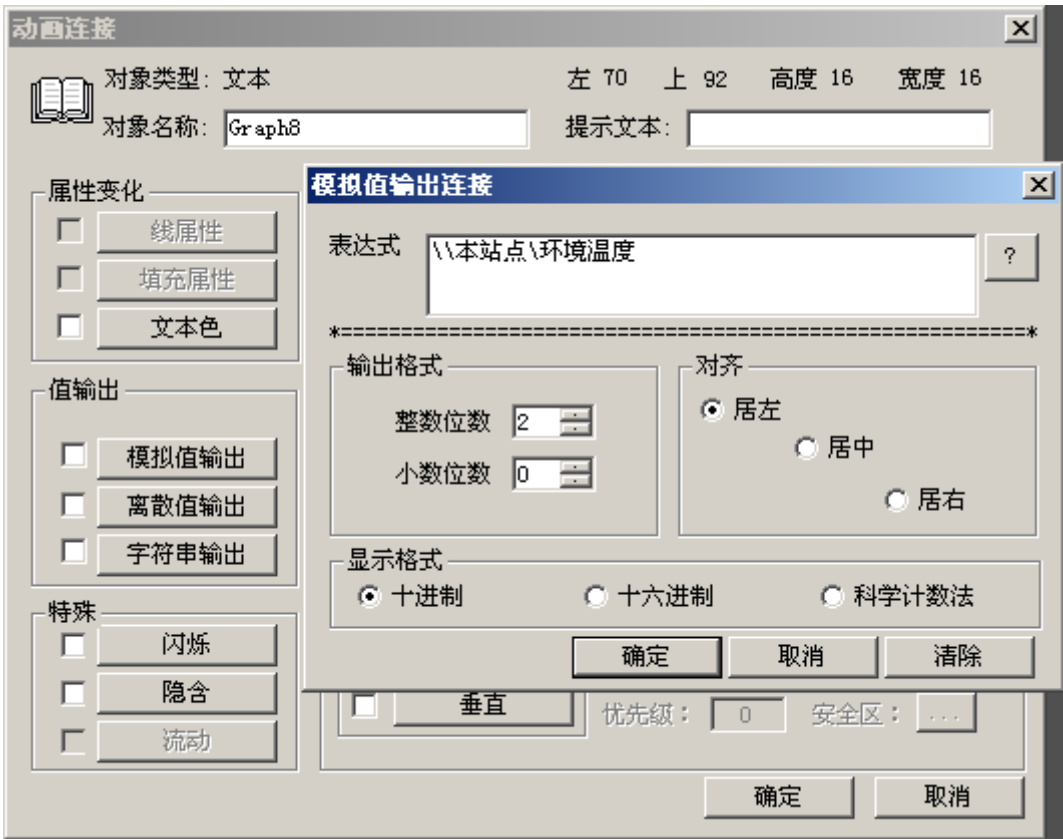 动画连接
对象类型: 文本 左 70 上 92 高度 16 宽度 16
对象名称: Graph8 提示文本:
属性变化
线属性
填充属性
文本色
值输出
模拟值输出
离散值输出
字符串输出
特殊
闪烁
隐含
流动
模拟值输出连接
表达式 \\本站点\环境温度 ?
*==========================================================*
输出格式
整数位数 2
小数位数 0
对齐
居左
居中
居右
显示格式
十进制 十六进制 科学计数法
确定 取消 清除
垂直 优先级： 0 安全区： ...
确定 取消